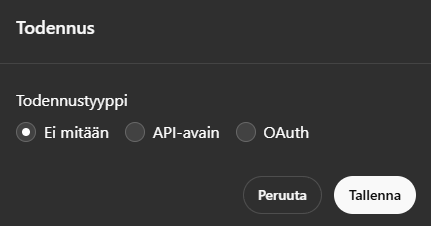 Todennus
Todennustyyppi
Ei mitään API-avain OAuth
Peruuta Tallenna